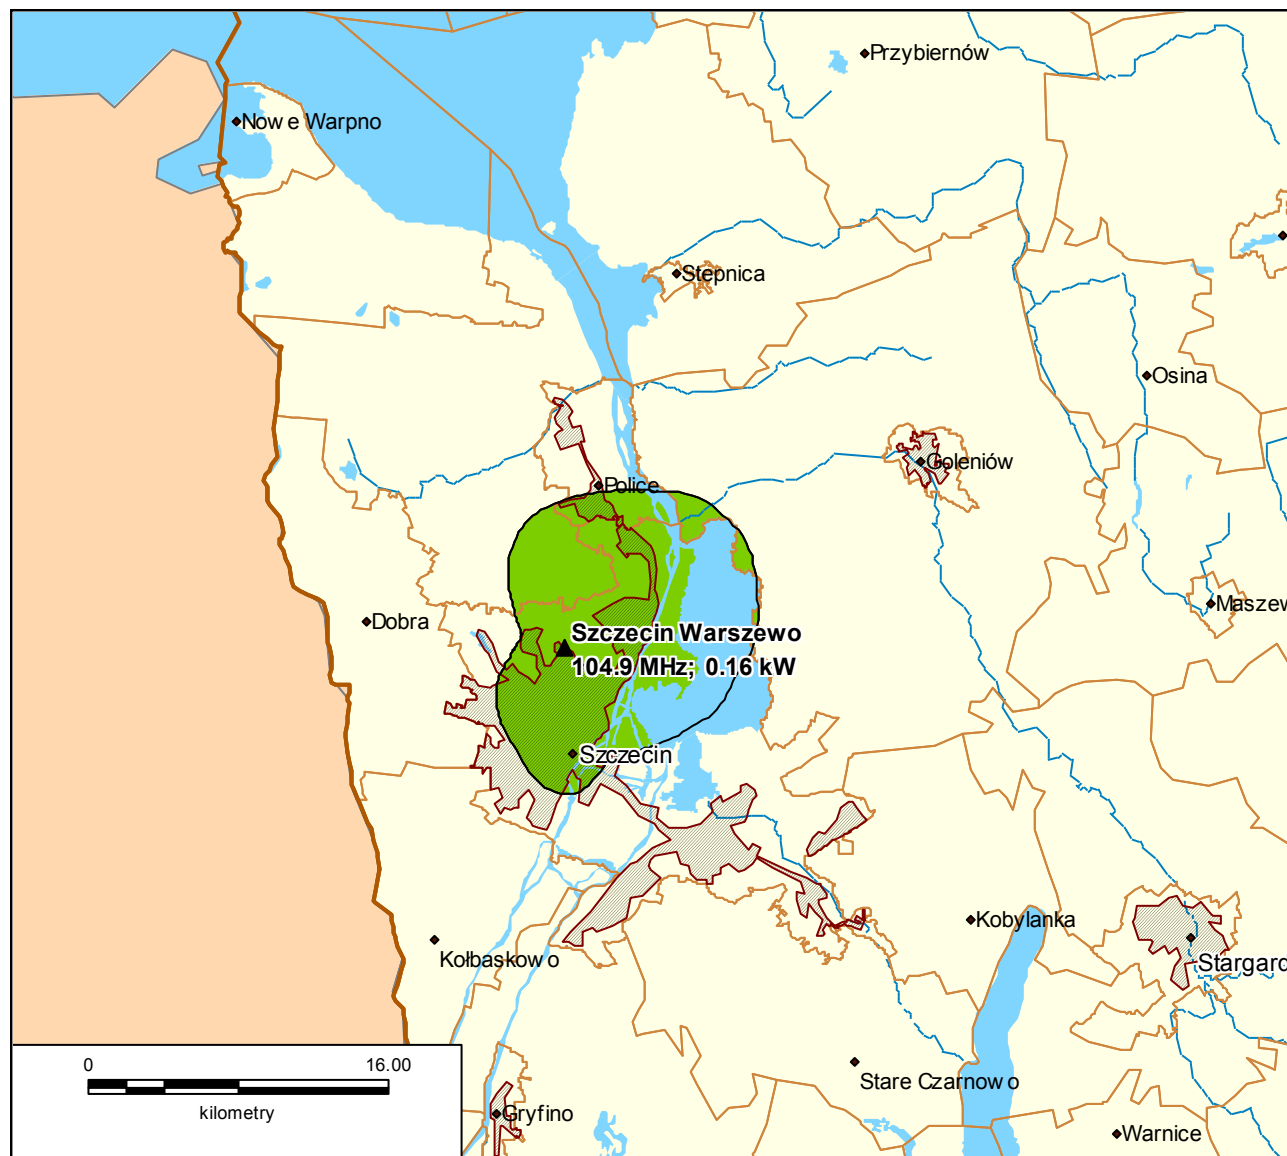 Przybiernów
Nowe Warpno
Stepnica
Osina
Goleniów
Police
Maszew
Dobra
Szczecin Warszewo
104.9 MHz; 0.16 kW
Szczecin
Kobylanka
Kołbaskowo
Stargard
0 16.00
kilometry
Stare Czarnowo
Gryfino
Warnice